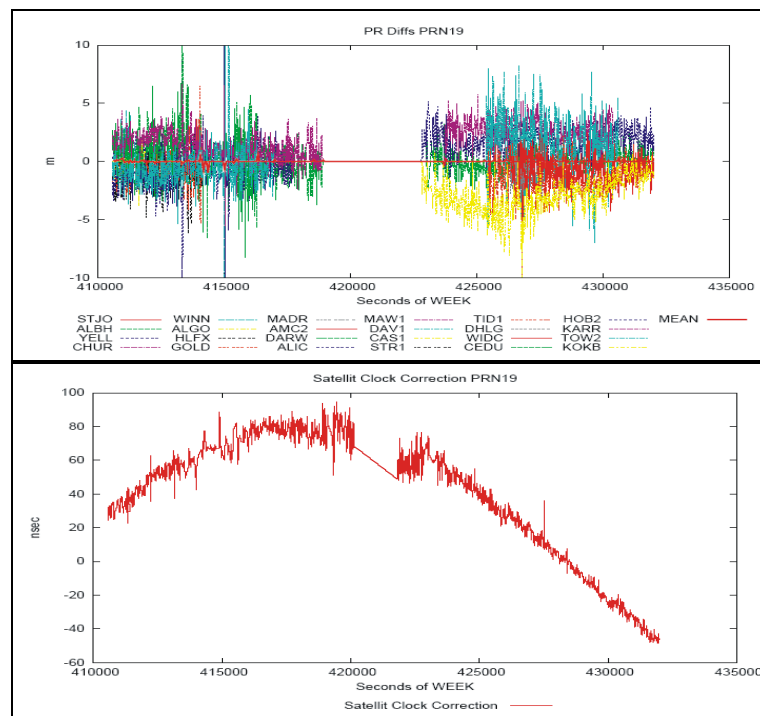 PR Diffs PRN19
10
5
m
0
-5
-10
410000 415000 420000 425000 430000 435000
Seconds of WEEK
STJO WINN MADR MAW1 TID1 HOB2 MEAN
ALBH ALGO AMC2 DAV1 DHLG KARR
YELL HLFX DARW CAS1 WIDC TOW2
CHUR GOLD ALIC STR1 CEDU KOKB
Satellit Clock Correction PRN19
100
80
60
40
nsec
20
0
-20
-40
-60
410000 415000 420000 425000 430000 435000
Seconds of WEEK
Satellit Clock Correction